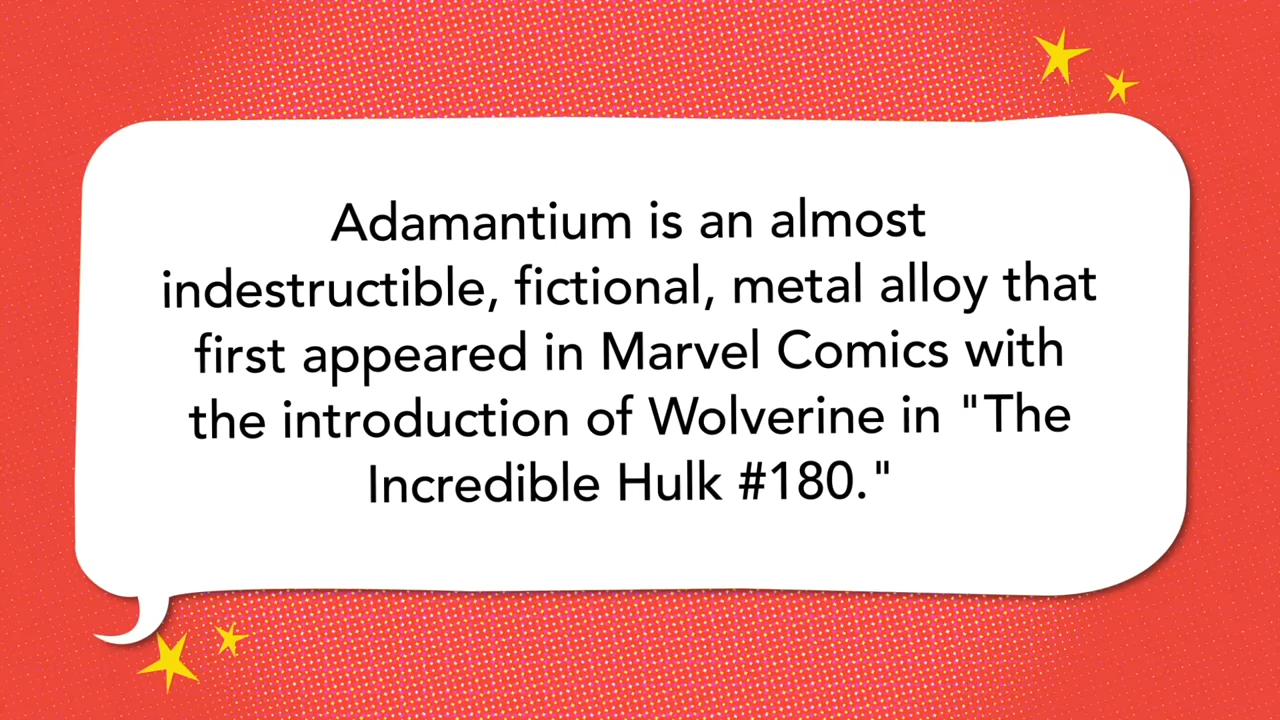 Adamantium is an almost
indestructible, fictional, metal alloy that
first appeared in Marvel Comics with
the introduction of Wolverine in "The
Incredible Hulk #180."